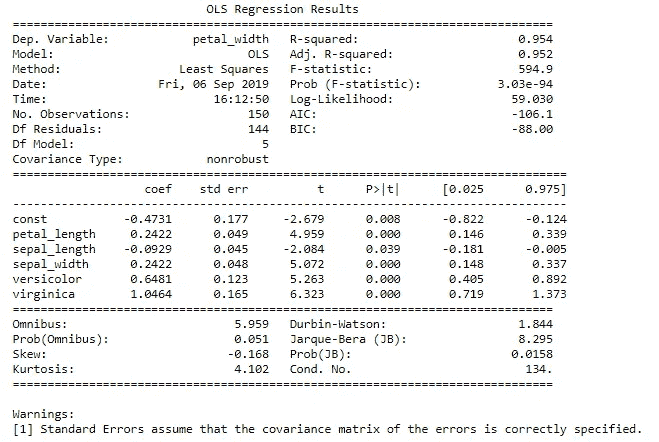 OLS Regression Results
==============================================================================
Dep. Variable: petal_width R-squared: 0.954
Model: OLS Adj. R-squared: 0.952
Method: Least Squares F-statistic: 594.9
Date: Fri, 06 Sep 2019 Prob (F-statistic): 3.03e-94
Time: 16:12:50 Log-Likelihood: 59.030
No. Observations: 150 AIC: -106.1
Df Residuals: 144 BIC: -88.00
Df Model: 5
Covariance Type: nonrobust
================================================================================
coef std err t P>|t| [0.025 0.975]
--------------------------------------------------------------------------------
const -0.4731 0.177 -2.679 0.008 -0.822 -0.124
petal_length 0.2422 0.049 4.959 0.000 0.146 0.339
sepal_length -0.0929 0.045 -2.084 0.039 -0.181 -0.005
sepal_width 0.2422 0.048 5.072 0.000 0.148 0.337
versicolor 0.6481 0.123 5.263 0.000 0.405 0.892
virginica 1.0464 0.165 6.323 0.000 0.719 1.373
==============================================================================
Omnibus: 5.959 Durbin-Watson: 1.844
Prob(Omnibus): 0.051 Jarque-Bera (JB): 8.295
Skew: -0.168 Prob(JB): 0.0158
Kurtosis: 4.102 Cond. No. 134.
==============================================================================
Warnings:
[1] Standard Errors assume that the covariance matrix of the errors is correctly specified.